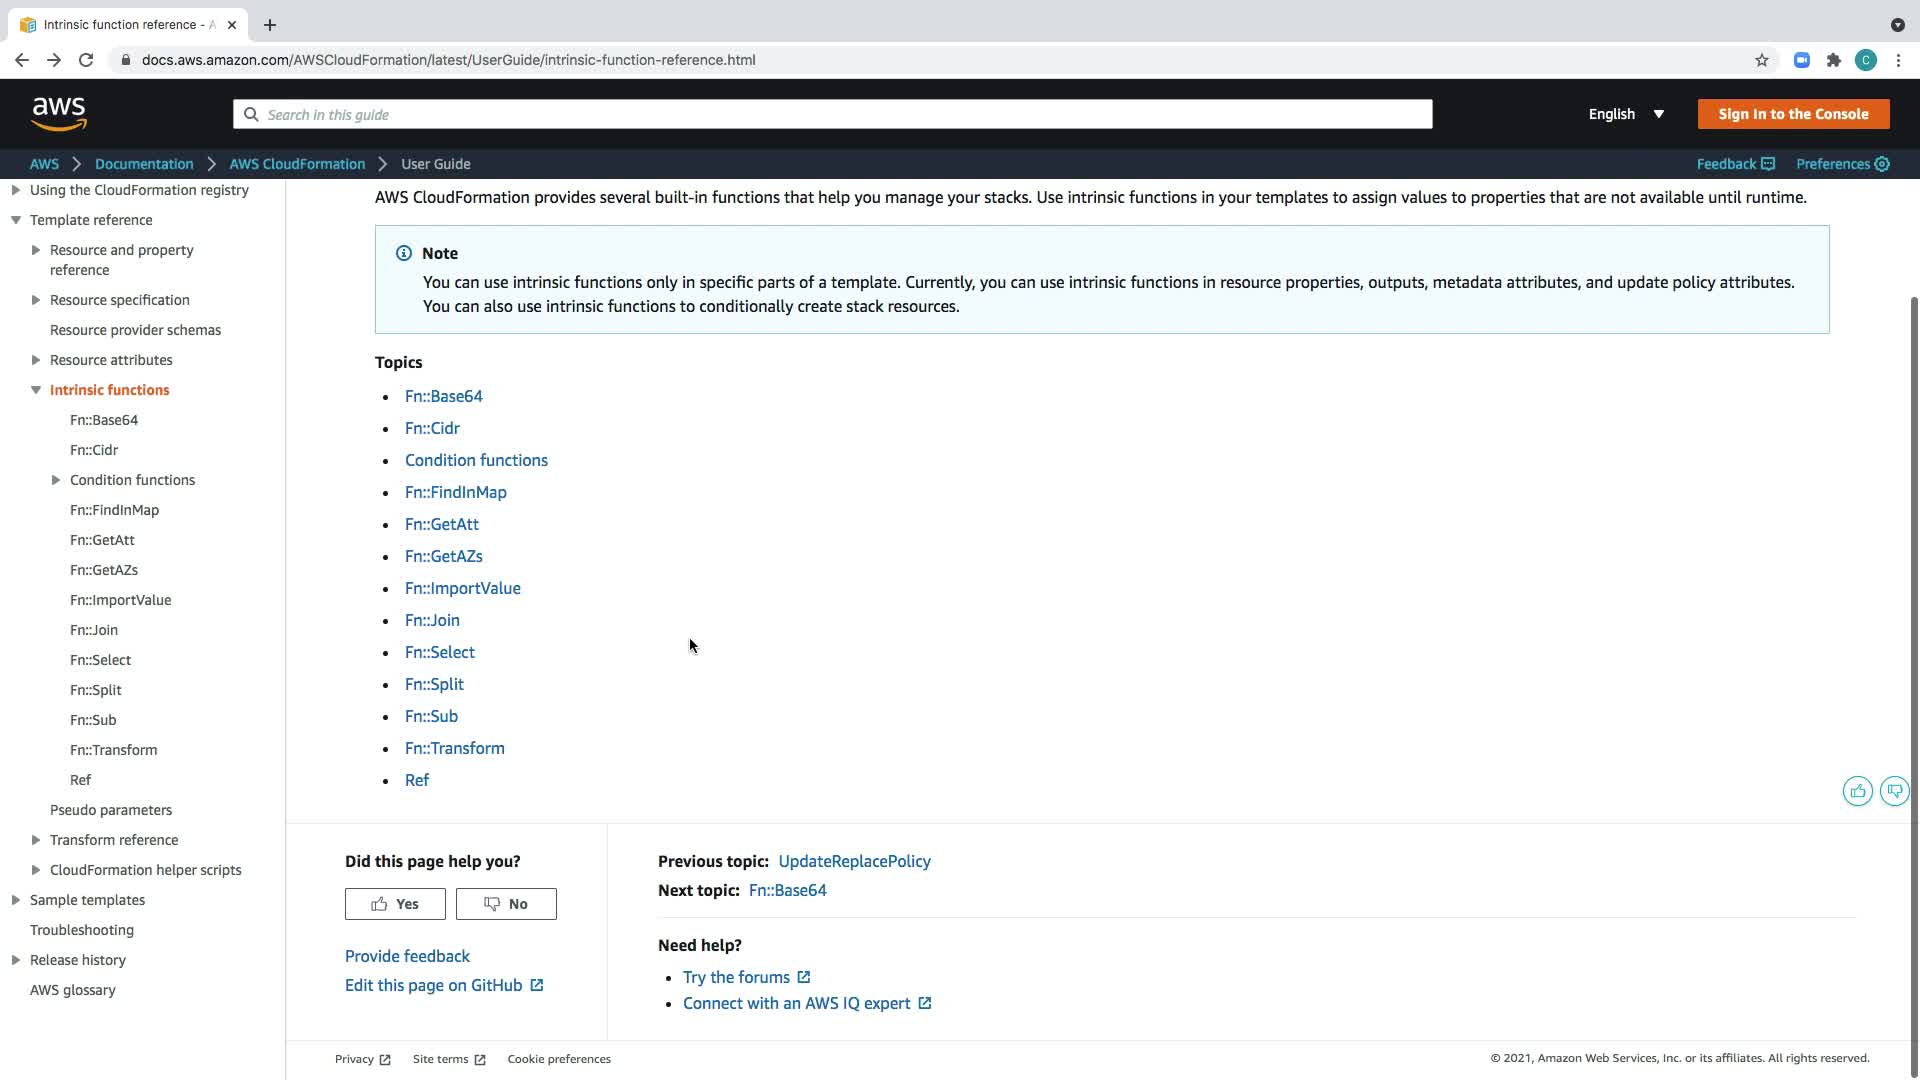 Intrinsic function reference - A
docs.aws.amazon.com/AWSCloudFormation/latest/UserGuide/intrinsic-function-reference.html
C
aws
Search in this guide
English
Sign In to the Console
AWS
Documentation
AWS CloudFormation
User Guide
Feedback
Preferences
Using the CloudFormation registry
Template reference
Resource and property
reference
Resource specification
Resource provider schemas
Resource attributes
Intrinsic functions
Fn::Base64
Fn::Cidr
Condition functions
Fn::FindInMap
Fn::GetAtt
Fn::GetAZs
Fn::ImportValue
Fn::Join
Fn::Select
Fn::Split
Fn::Sub
Fn::Transform
Ref
Pseudo parameters
Transform reference
CloudFormation helper scripts
Sample templates
Troubleshooting
Release history
AWS glossary
AWS CloudFormation provides several built-in functions that help you manage your stacks. Use intrinsic functions in your templates to assign values to properties that are not available until runtime.
Note
You can use intrinsic functions only in specific parts of a template. Currently, you can use intrinsic functions in resource properties, outputs, metadata attributes, and update policy attributes.
You can also use intrinsic functions to conditionally create stack resources.
Topics
Fn::Base64
Fn::Cidr
Condition functions
Fn::FindInMap
Fn::GetAtt
Fn::GetAZs
Fn::ImportValue
Fn::Join
Fn::Select
Fn::Split
Fn::Sub
Fn::Transform
Ref
Did this page help you?
Yes
No
Provide feedback
Edit this page on GitHub
Previous topic: UpdateReplacePolicy
Next topic: Fn::Base64
Need help?
Try the forums
Connect with an AWS IQ expert
Privacy
Site terms
Cookie preferences
© 2021, Amazon Web Services, Inc. or its affiliates. All rights reserved.